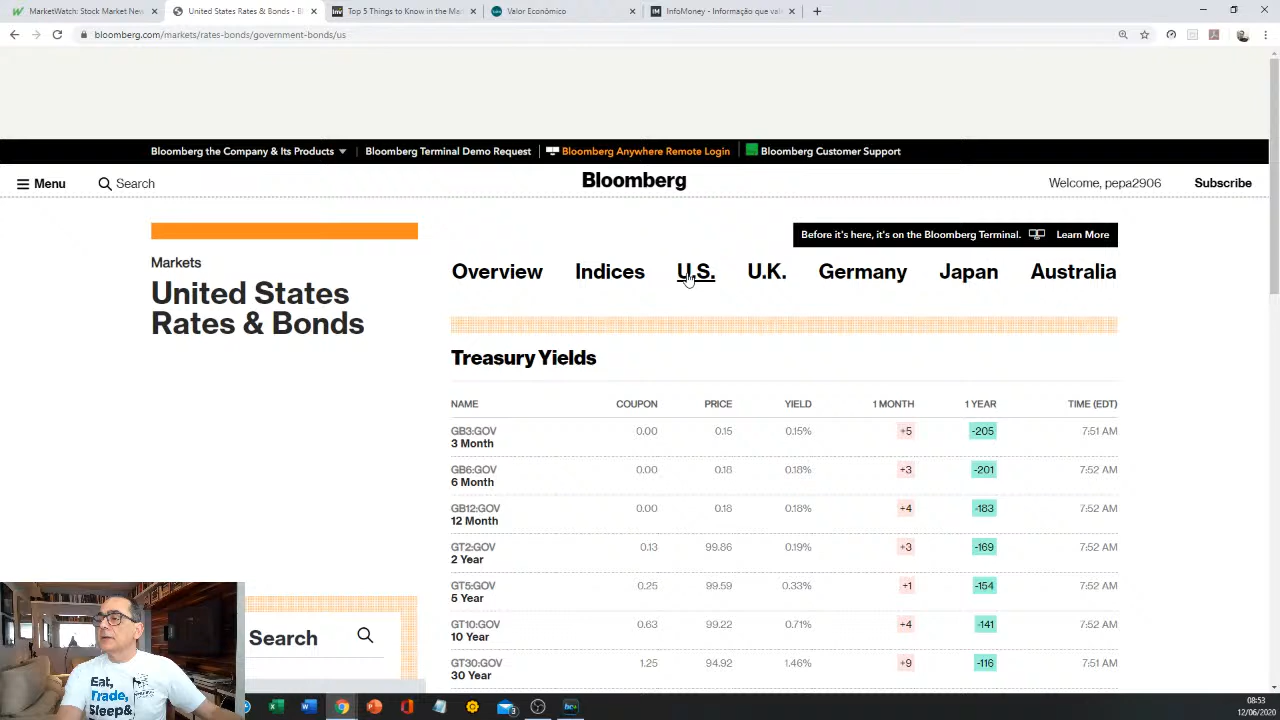 MarketWatch: Stock Market New
United States Rates & Bonds - B
Top 5 Things to Know in the Ma
Valor Econômico
InfoMoney - Informação que val
bloomberg.com/markets/rates-bonds/government-bonds/us
Bloomberg the Company & Its Products
Bloomberg Terminal Demo Request
Bloomberg Anywhere Remote Login
Bloomberg Customer Support
Menu
Search
Bloomberg
Welcome, pepa2906
Subscribe
Before it's here, it's on the Bloomberg Terminal. Learn More
Markets
United States
Rates & Bonds
Overview Indices U.S. U.K. Germany Japan Australia
Treasury Yields
NAME COUPON PRICE YIELD 1 MONTH 1 YEAR TIME (EDT)
GB3:GOV 0.00 0.15 0.15% +5 -205 7:51 AM
3 Month
GB6:GOV 0.00 0.18 0.18% +3 -201 7:52 AM
6 Month
GB12:GOV 0.00 0.18 0.18% +4 -183 7:52 AM
12 Month
GT2:GOV 0.13 99.86 0.19% +3 -169 7:52 AM
2 Year
GT5:GOV 0.25 99.59 0.33% +1 -154 7:52 AM
5 Year
GT10:GOV 0.63 99.22 0.71% +4 -141 7:52 AM
10 Year
GT30:GOV 1.25 94.92 1.46% +9 -116 7:51 AM
30 Year
Search
Eat,
Trade,
Sleep&
08:53
12/06/2020